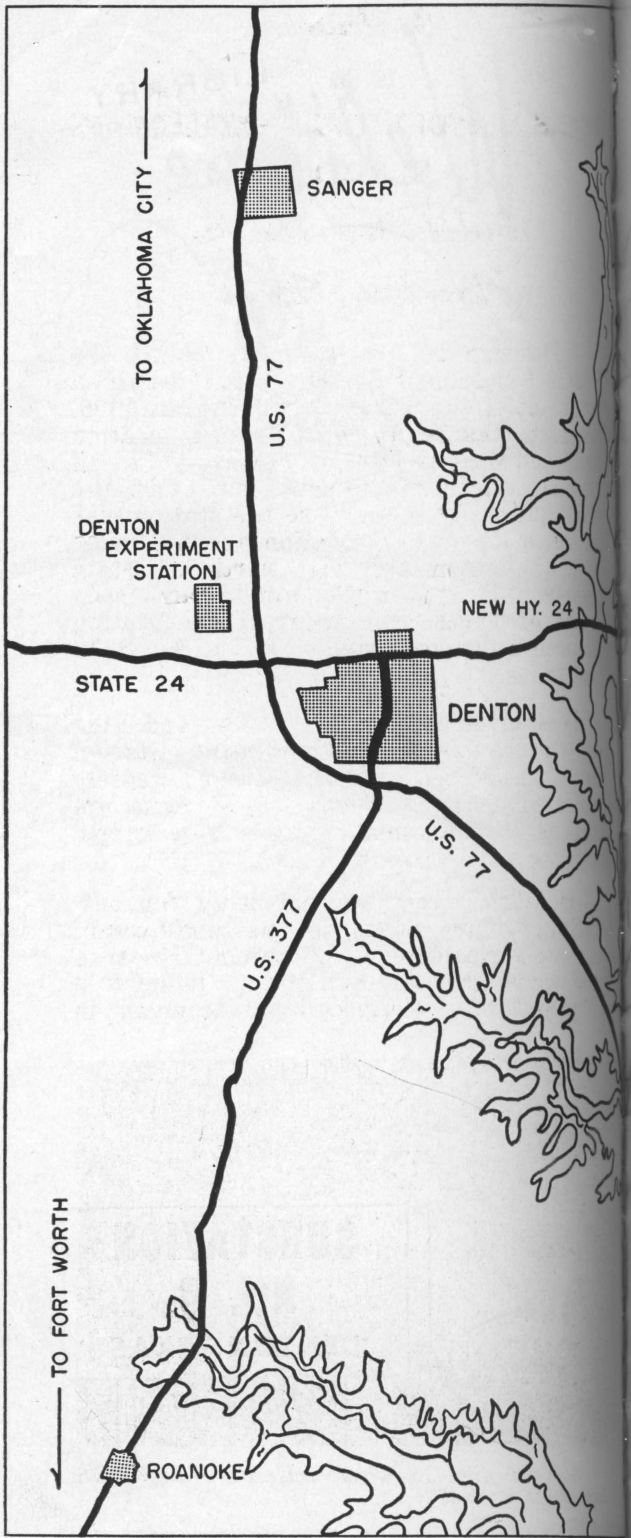 TO OKLAHOMA CITY
SANGER
U.S. 77
DENTON
EXPERIMENT
STATION
NEW HY. 24
STATE 24
DENTON
U.S. 77
U.S. 377
TO FORT WORTH
ROANOKE